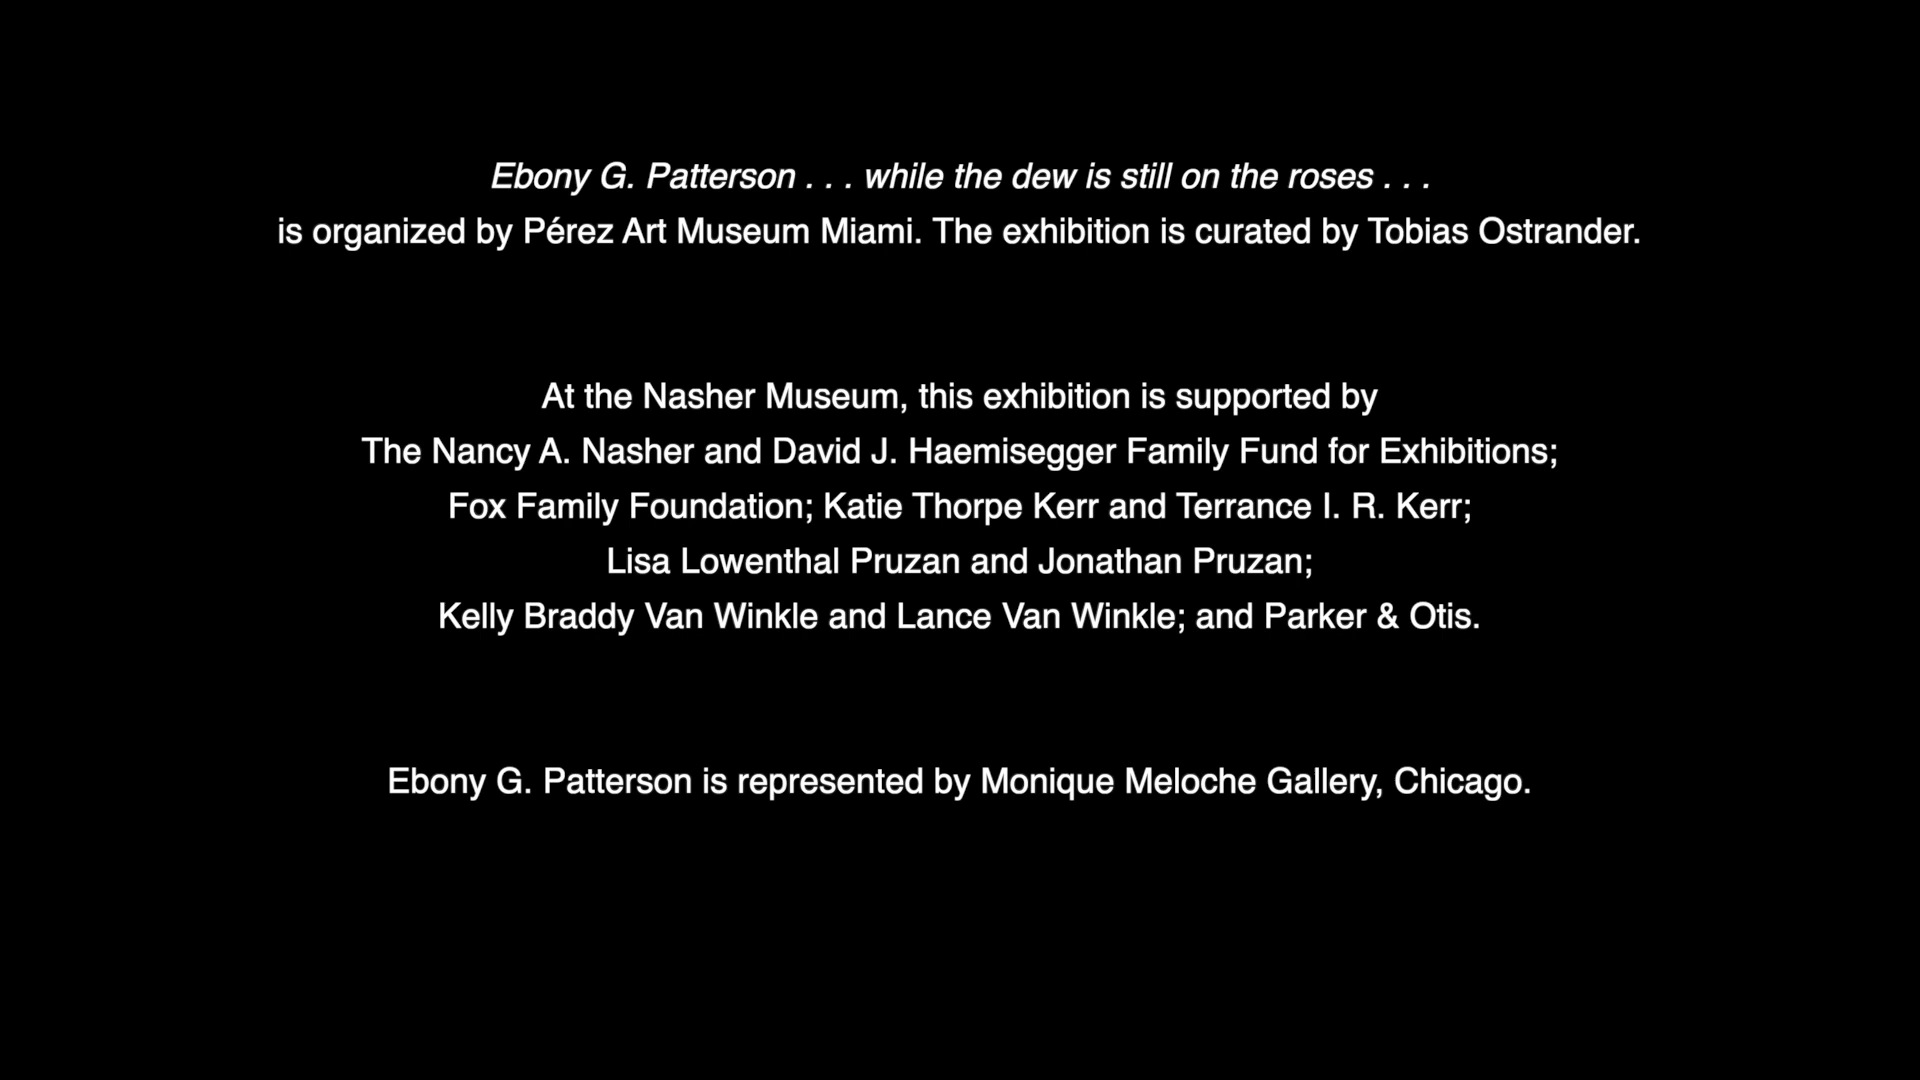 Ebony G. Patterson . . . while the dew is still on the roses . . .
is organized by Pérez Art Museum Miami. The exhibition is curated by Tobias Ostrander.
At the Nasher Museum, this exhibition is supported by
The Nancy A. Nasher and David J. Haemisegger Family Fund for Exhibitions;
Fox Family Foundation; Katie Thorpe Kerr and Terrance I. R. Kerr;
Lisa Lowenthal Pruzan and Jonathan Pruzan;
Kelly Braddy Van Winkle and Lance Van Winkle; and Parker & Otis.
Ebony G. Patterson is represented by Monique Meloche Gallery, Chicago.